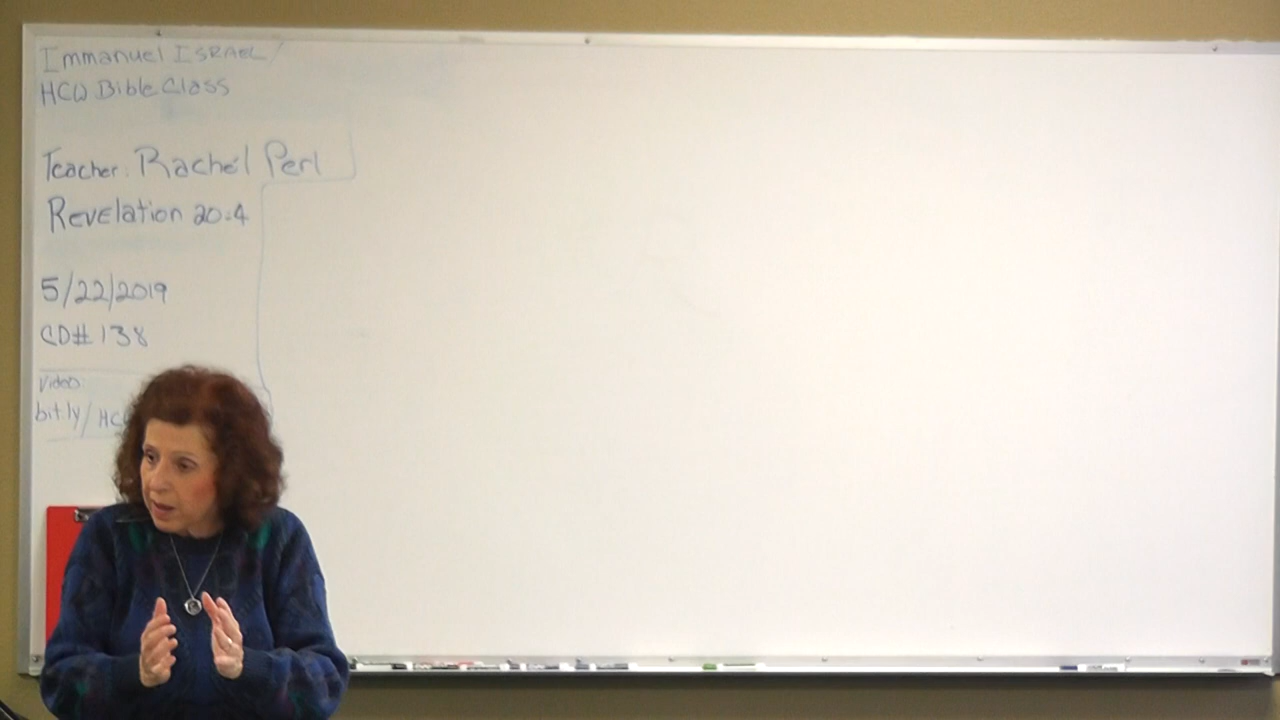 Immanuel ISRAEL/
HCW Bible Class
Teacher: Rachel Perl
Revelation 20:4
5/22/2019
CD# 138
Video:
bit.ly/HC